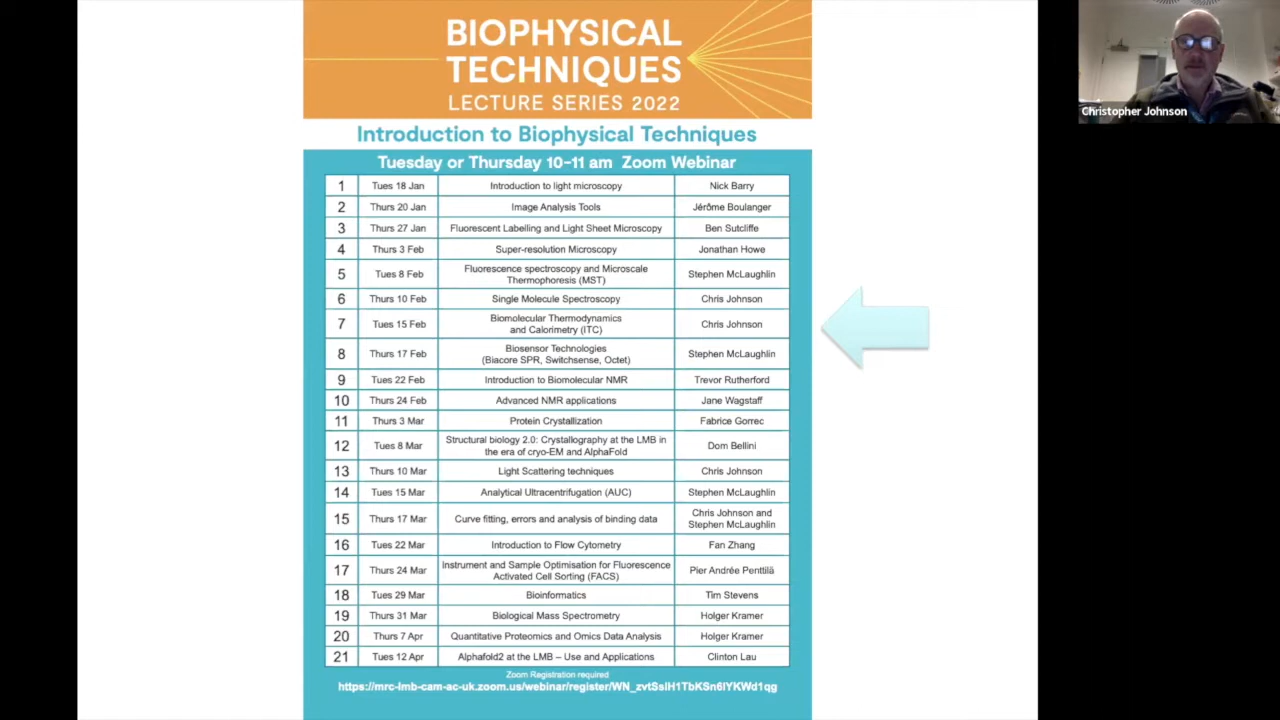 BIOPHYSICAL
TECHNIQUES
LECTURE SERIES 2022
Christopher Johnson
Introduction to Biophysical Techniques
Tuesday or Thursday 10-11 am Zoom Webinar
1 Tues 18 Jan Introduction to light microscopy Nick Barry
2 Thurs 20 Jan Image Analysis Tools Jérôme Boulanger
3 Thurs 27 Jan Fluorescent Labelling and Light Sheet Microscopy Ben Sutcliffe
4 Thurs 3 Feb Super-resolution Microscopy Jonathan Howe
5 Tues 8 Feb Fluorescence spectroscopy and Microscale
Thermophoresis (MST) Stephen McLaughlin
6 Thurs 10 Feb Single Molecule Spectroscopy Chris Johnson
7 Tues 15 Feb Biomolecular Thermodynamics
and Calorimetry (ITC) Chris Johnson
8 Thurs 17 Feb Biosensor Technologies
(Biacore SPR, Switchsense, Octet) Stephen McLaughlin
9 Tues 22 Feb Introduction to Biomolecular NMR Trevor Rutherford
10 Thurs 24 Feb Advanced NMR applications Jane Wagstaff
11 Thurs 3 Mar Protein Crystallization Fabrice Gorrec
12 Tues 8 Mar Structural biology 2.0: Crystallography at the LMB in
the era of cryo-EM and AlphaFold Dom Bellini
13 Thurs 10 Mar Light Scattering techniques Chris Johnson
14 Tues 15 Mar Analytical Ultracentrifugation (AUC) Stephen McLaughlin
15 Thurs 17 Mar Curve fitting, errors and analysis of binding data Chris Johnson and
Stephen McLaughlin
16 Tues 22 Mar Introduction to Flow Cytometry Fan Zhang
17 Thurs 24 Mar Instrument and Sample Optimisation for Fluorescence
Activated Cell Sorting (FACS) Pier Andrée Penttilä
18 Tues 29 Mar Bioinformatics Tim Stevens
19 Thurs 31 Mar Biological Mass Spectrometry Holger Kramer
20 Thurs 7 Apr Quantitative Proteomics and Omics Data Analysis Holger Kramer
21 Tues 12 Apr Alphafold2 at the LMB – Use and Applications Clinton Lau
Zoom Registration required
https://mrc-lmb-cam-ac-uk.zoom.us/webinar/register/WN_zvtSslH1TbKSn6IYKWd1qg